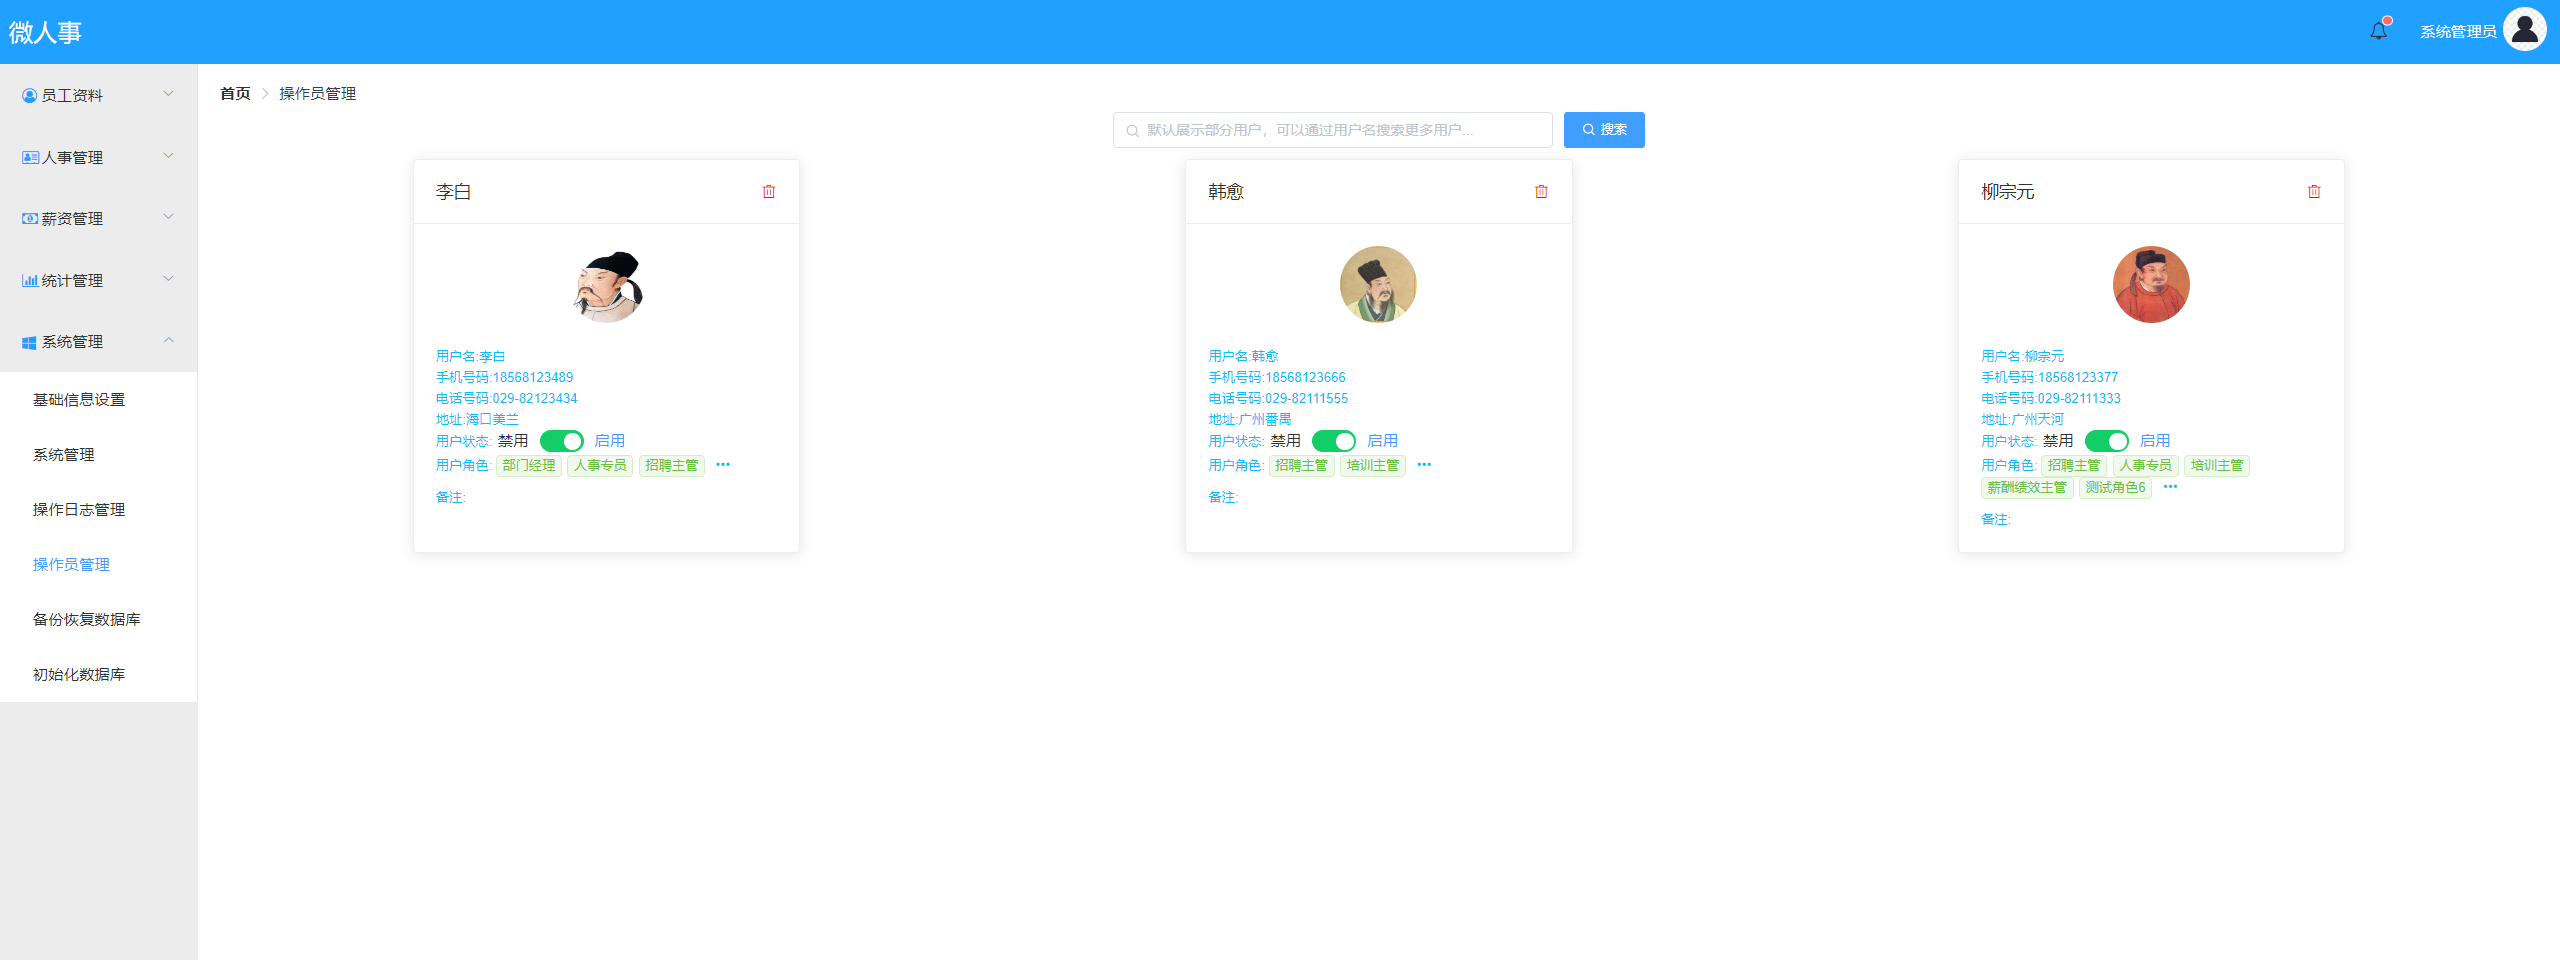 微人事
系统管理员
员工资料
人事管理
薪资管理
统计管理
系统管理
基础信息设置
系统管理
操作日志管理
操作员管理
备份恢复数据库
初始化数据库
首页 操作员管理
默认展示部分用户，可以通过用户名搜索更多用户... 搜索
李白
用户名:李白
手机号码:18568123489
电话号码:029-82123434
地址:海口美兰
用户状态: 禁用 启用
用户角色: 部门经理 人事专员 招聘主管 •••
备注:
韩愈
用户名:韩愈
手机号码:18568123666
电话号码:029-82111555
地址:广州番禺
用户状态: 禁用 启用
用户角色: 招聘主管 培训主管 •••
备注:
柳宗元
用户名:柳宗元
手机号码:18568123377
电话号码:029-82111333
地址:广州天河
用户状态: 禁用 启用
用户角色: 招聘主管 人事专员 培训主管
薪酬绩效主管 测试角色6 •••
备注: